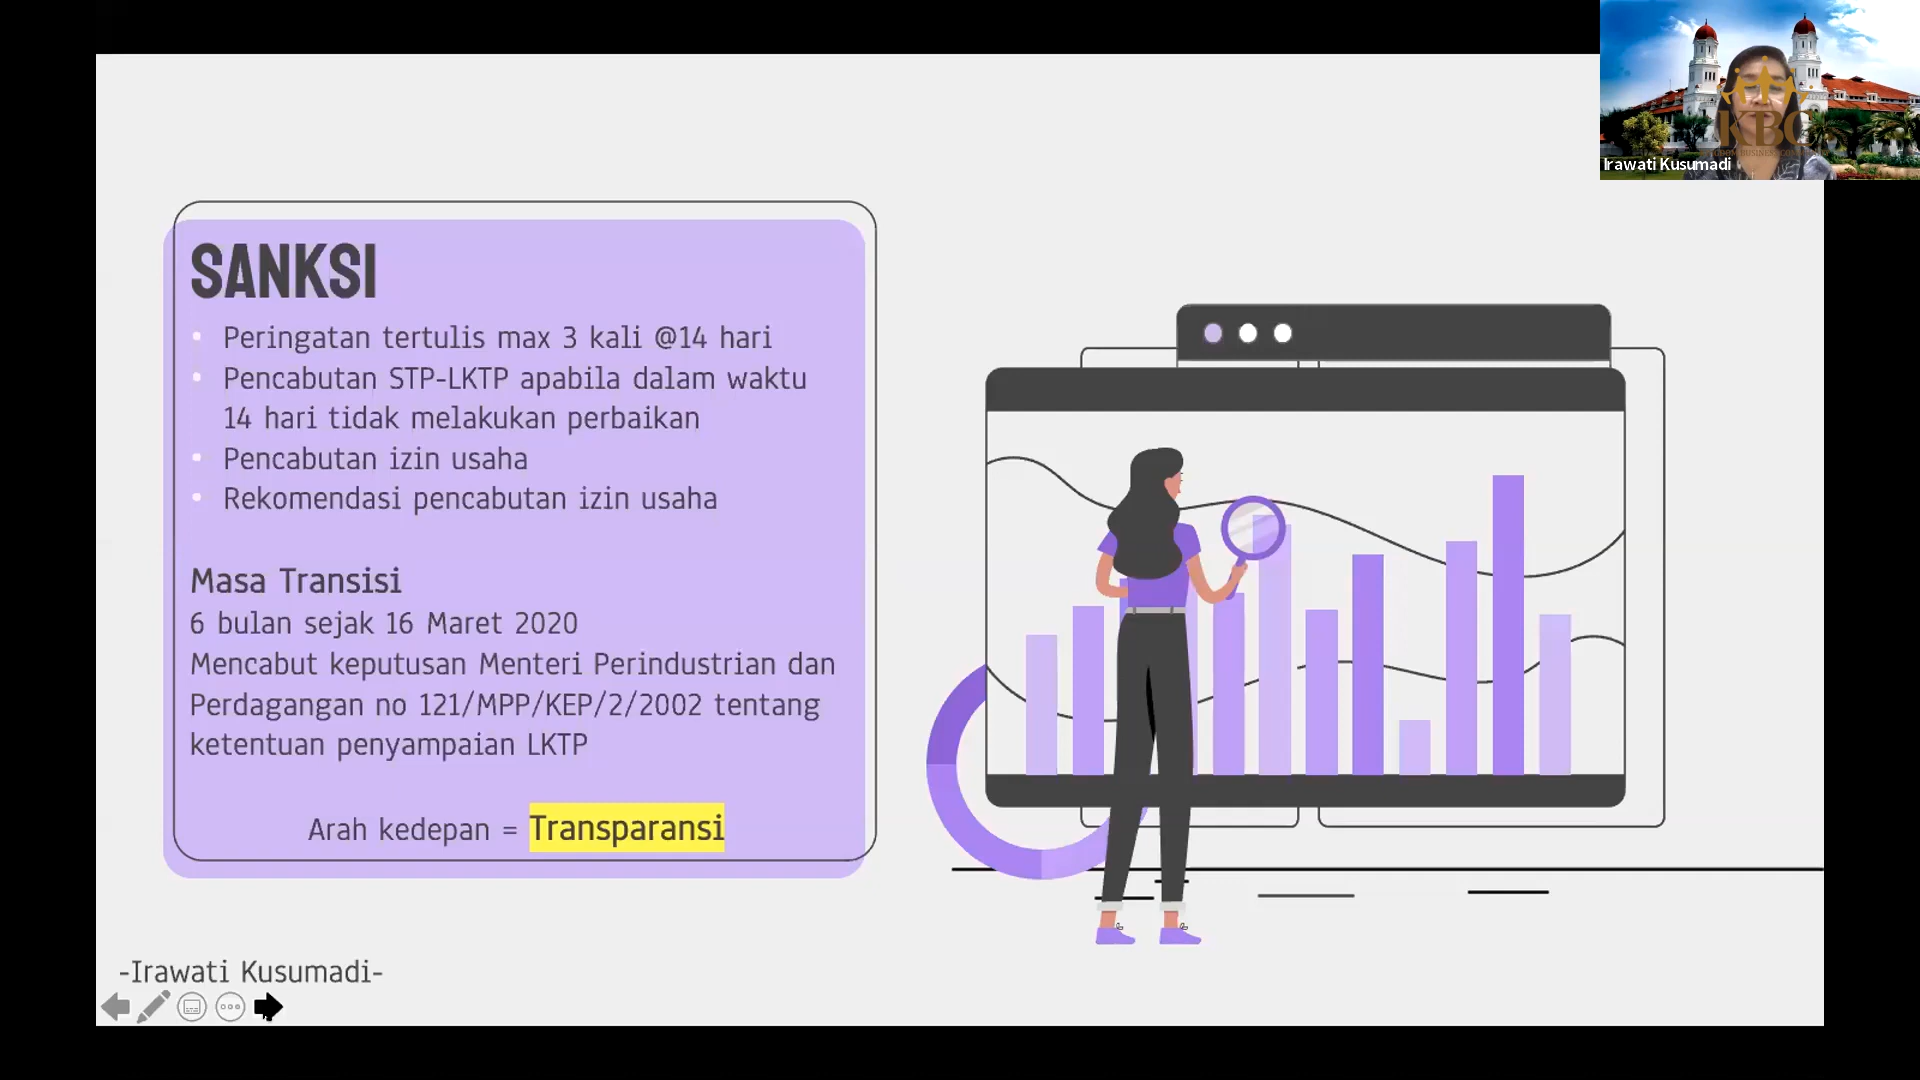 KBC
Irawati Kusumadi
SANKSI
• Peringatan tertulis max 3 kali @14 hari
• Pencabutan STP-LKTP apabila dalam waktu
14 hari tidak melakukan perbaikan
• Pencabutan izin usaha
• Rekomendasi pencabutan izin usaha
Masa Transisi
6 bulan sejak 16 Maret 2020
Mencabut keputusan Menteri Perindustrian dan
Perdagangan no 121/MPP/KEP/2/2002 tentang
ketentuan penyampaian LKTP
Arah kedepan = Transparansi
-Irawati Kusumadi-